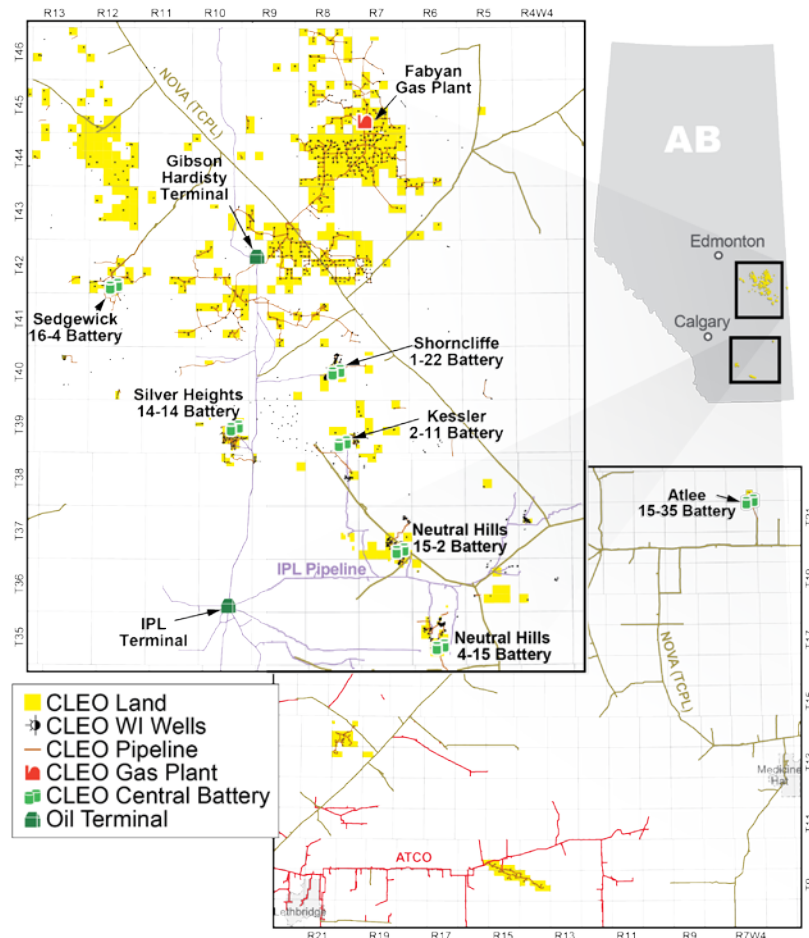 R13 R12 R11 R10 R9 R8 R7 R6 R5 R4W4
T46
T45
T44
T43
T42
T41
T40
T39
T38
T37
T36
T35
NOVA (TCPL)
Fabyan
Gas Plant
Gibson
Hardisty
Terminal
Sedgewick
16-4 Battery
Shorncliffe
1-22 Battery
Silver Heights
14-14 Battery
Kessler
2-11 Battery
Neutral Hills
15-2 Battery
IPL Pipeline
IPL
Terminal
Neutral Hills
4-15 Battery
AB
Edmonton
Calgary
Atlee
15-35 Battery
NOVA (TCPL)
T21
T17
T13
T11
T9
Medicine
Hat
ATCO
Lethbridge
R21 R19 R17 R15 R13 R11 R9 R7W4
CLEO Land
CLEO WI Wells
CLEO Pipeline
CLEO Gas Plant
CLEO Central Battery
Oil Terminal